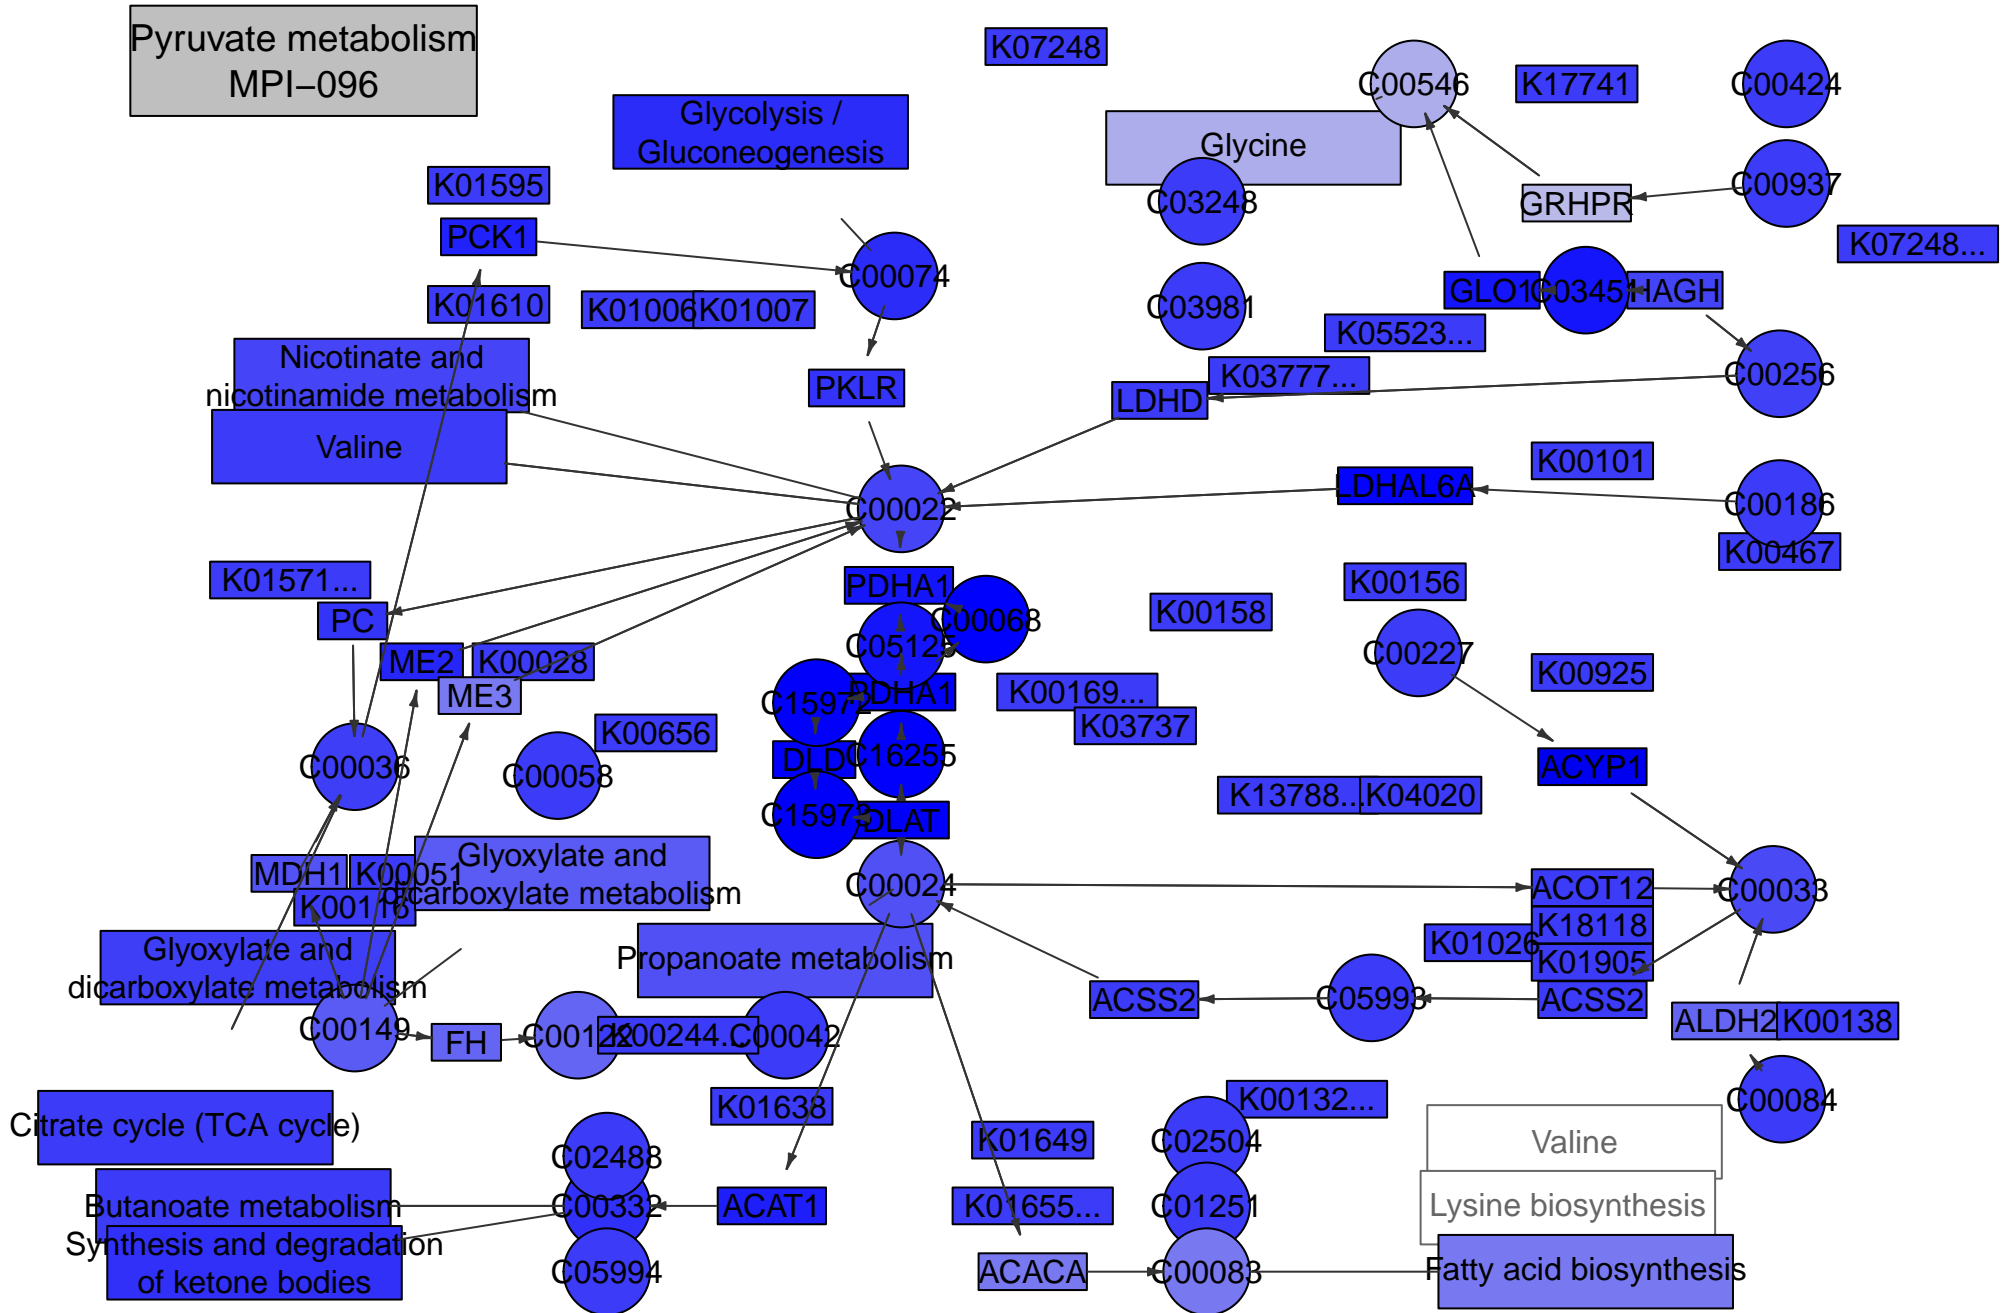 Pyruvate metabolism
MPI−096
K07248
C00546
K17741
C00424
Glycolysis /
Gluconeogenesis
Glycine
K01595
C03248
GRHPR
C00937
PCK1
K07248...
C00074
K01610
K01006
K01007
C03981
GLO1
C03451
HAGH
K05523...
Nicotinate and
nicotinamide metabolism
PKLR
K03777...
C00256
LDHD
Valine
K00101
LDHAL6A
C00022
C00186
K00467
K01571...
PDHA1
K00156
PC
K00158
C00068
C05125
C00227
ME2
K00028
K00925
ME3
PDHA1
C15972
K00169...
K03737
K00656
C00036
C00058
DLD
C16255
ACYP1
K13788...
K04020
C15973
DLAT
MDH1
K00051
Glyoxylate and
dicarboxylate metabolism
C00024
ACOT12
C00033
K00116
K18118
K01026
Glyoxylate and
dicarboxylate metabolism
Propanoate metabolism
K01905
ACSS2
C05993
ACSS2
ALDH2
K00138
C00149
FH
C00122
K00244...
C00042
K01638
K00132...
C00084
Citrate cycle (TCA cycle)
C02488
K01649
C02504
Valine
Butanoate metabolism
C00332
ACAT1
K01655...
C01251
Lysine biosynthesis
Synthesis and degradation
of ketone bodies
C05994
ACACA
C00083
Fatty acid biosynthesis